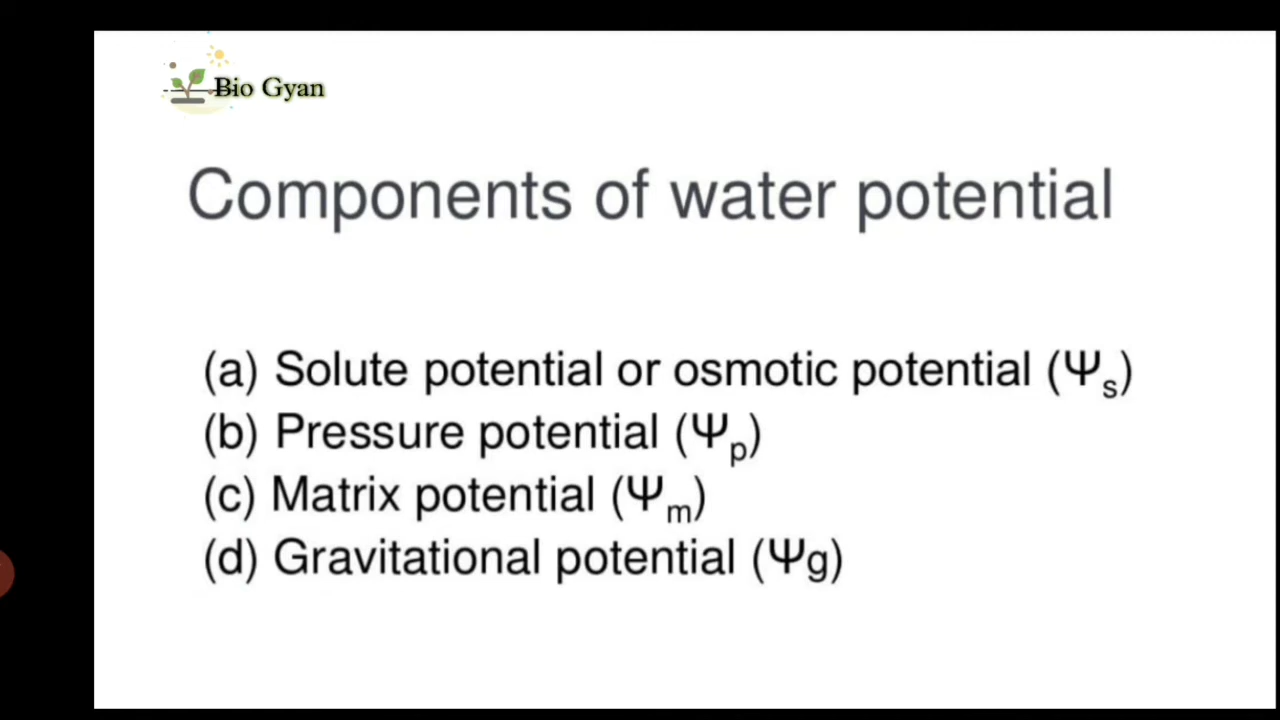 Bio Gyan
Components of water potential
(a) Solute potential or osmotic potential (Ψs)
(b) Pressure potential (Ψp)
(c) Matrix potential (Ψm)
(d) Gravitational potential (Ψg)